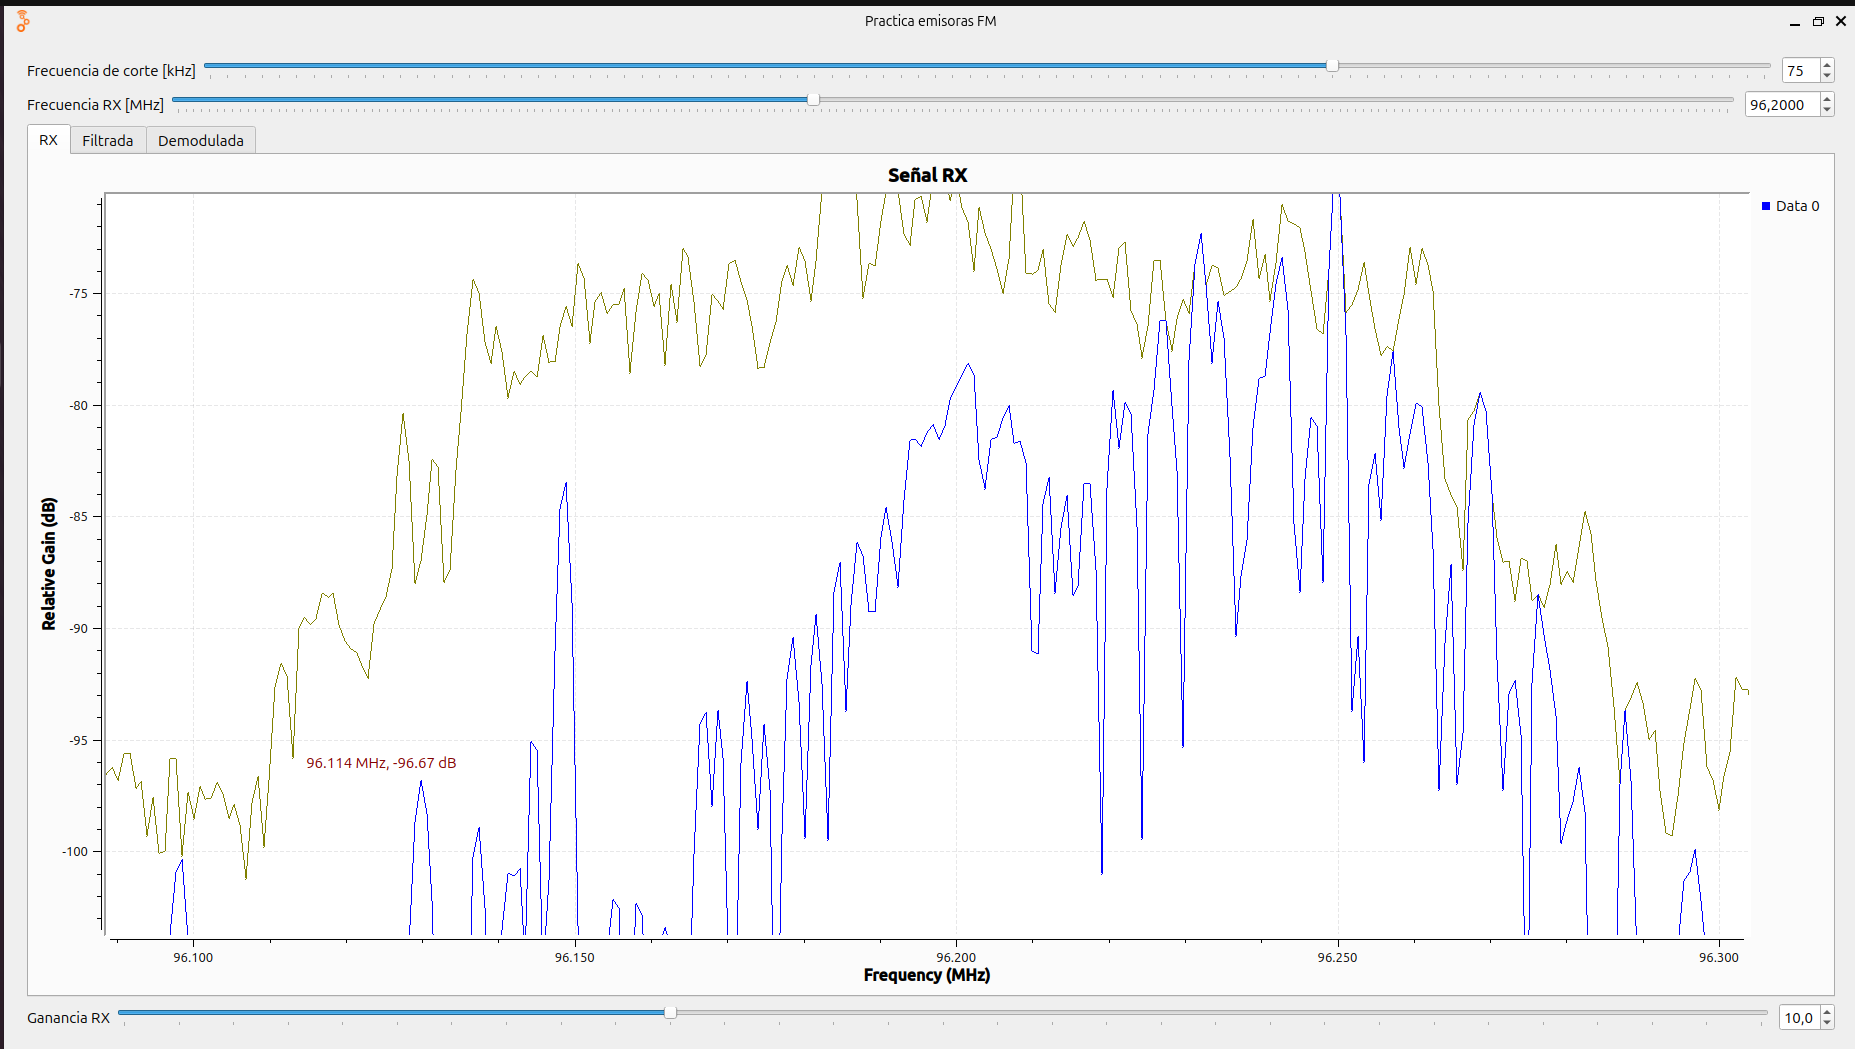 Practica emisoras FM
Frecuencia de corte [kHz]
75
Frecuencia RX [MHz]
96,2000
RX
Filtrada
Demodulada
Señal RX
Data 0
-75
-80
-85
-90
-95
-100
Relative Gain (dB)
96.114 MHz, -96.67 dB
96.100
96.150
96.200
96.250
96.300
Frequency (MHz)
Ganancia RX
10,0